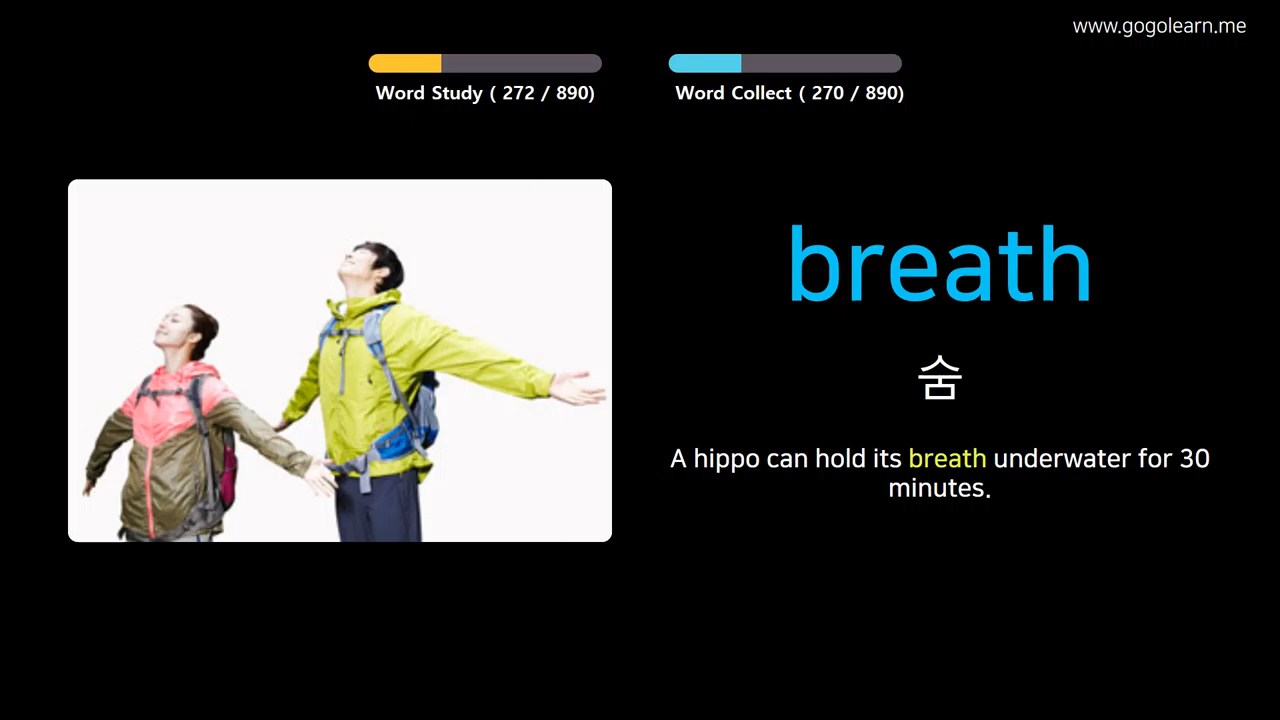 www.gogolearn.me
Word Study ( 272 / 890)
Word Collect ( 270 / 890)
breath
숨
A hippo can hold its breath underwater for 30
minutes.